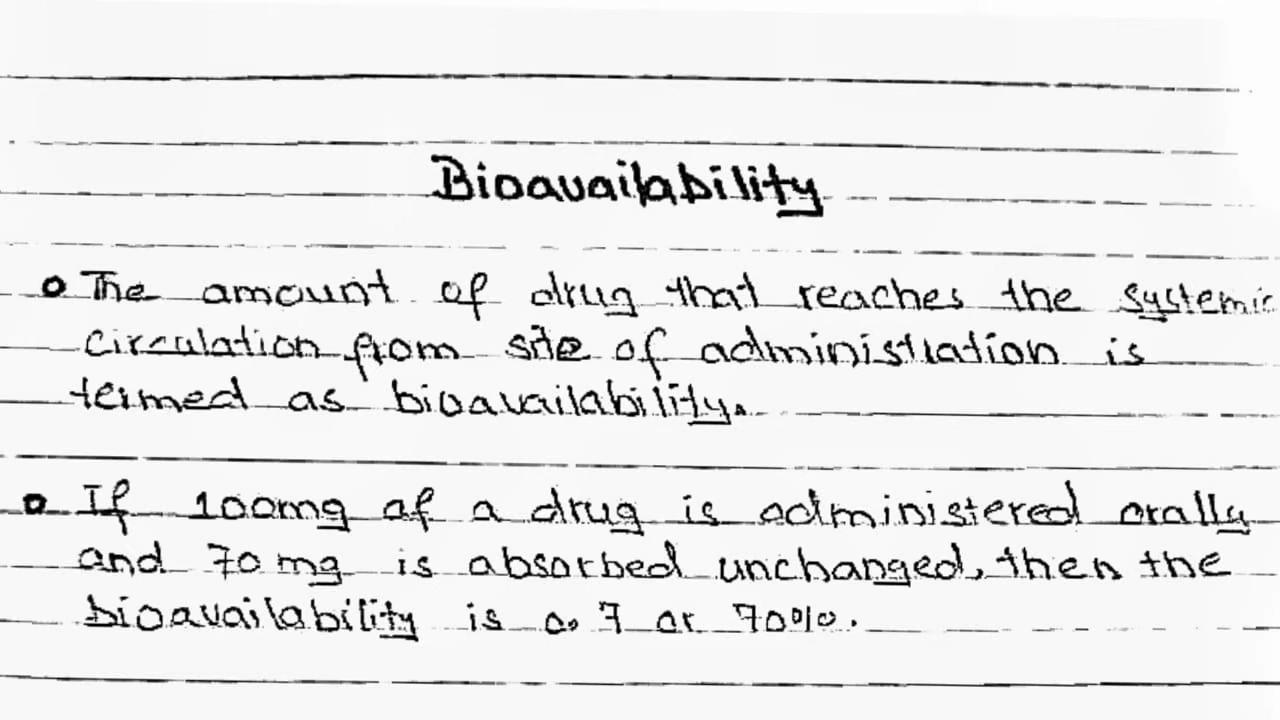 Bioavailability
The amount of drug that reaches the systemic
circulation from site of administration is
termed as bioavailability.
If 100mg of a drug is administered orally
and 70 mg is absorbed unchanged, then the
bioavailability is 0.7 or 70%.